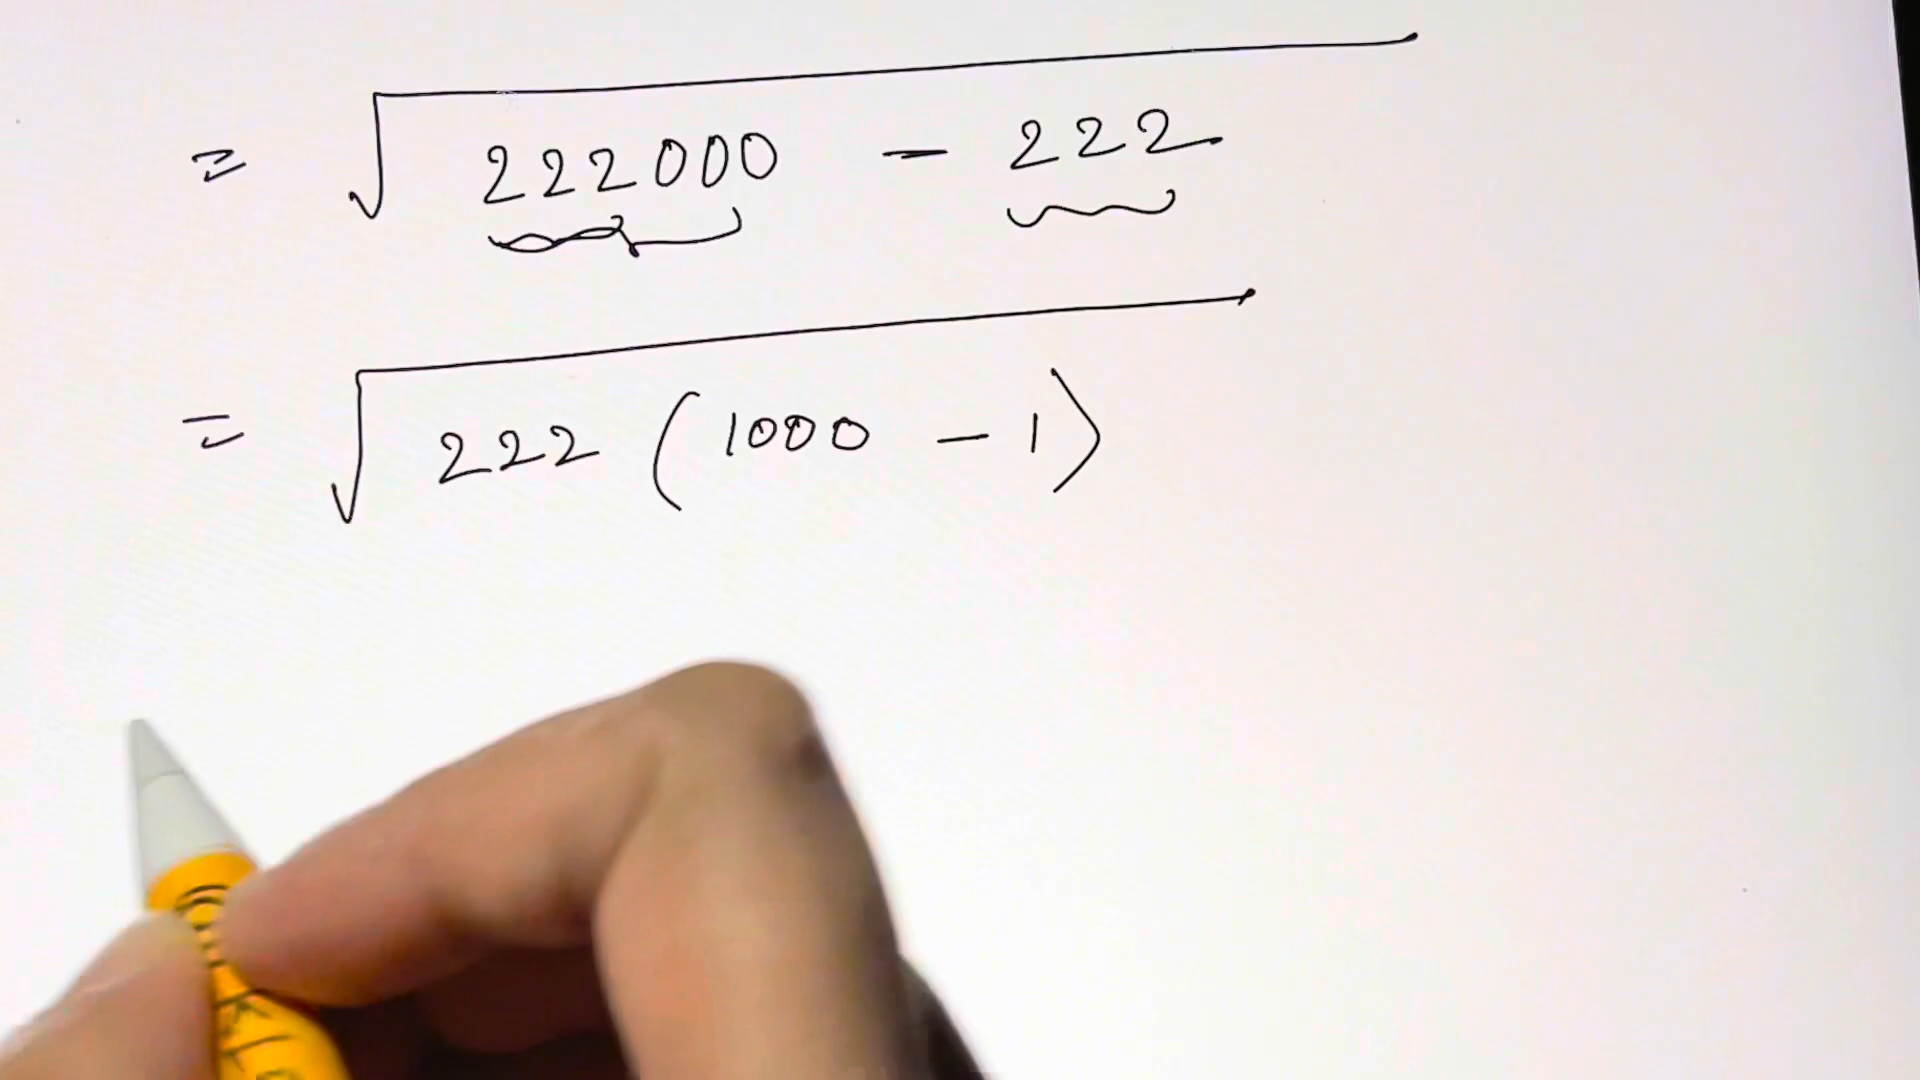 = √222000 - 222
= √222 (1000 - 1)